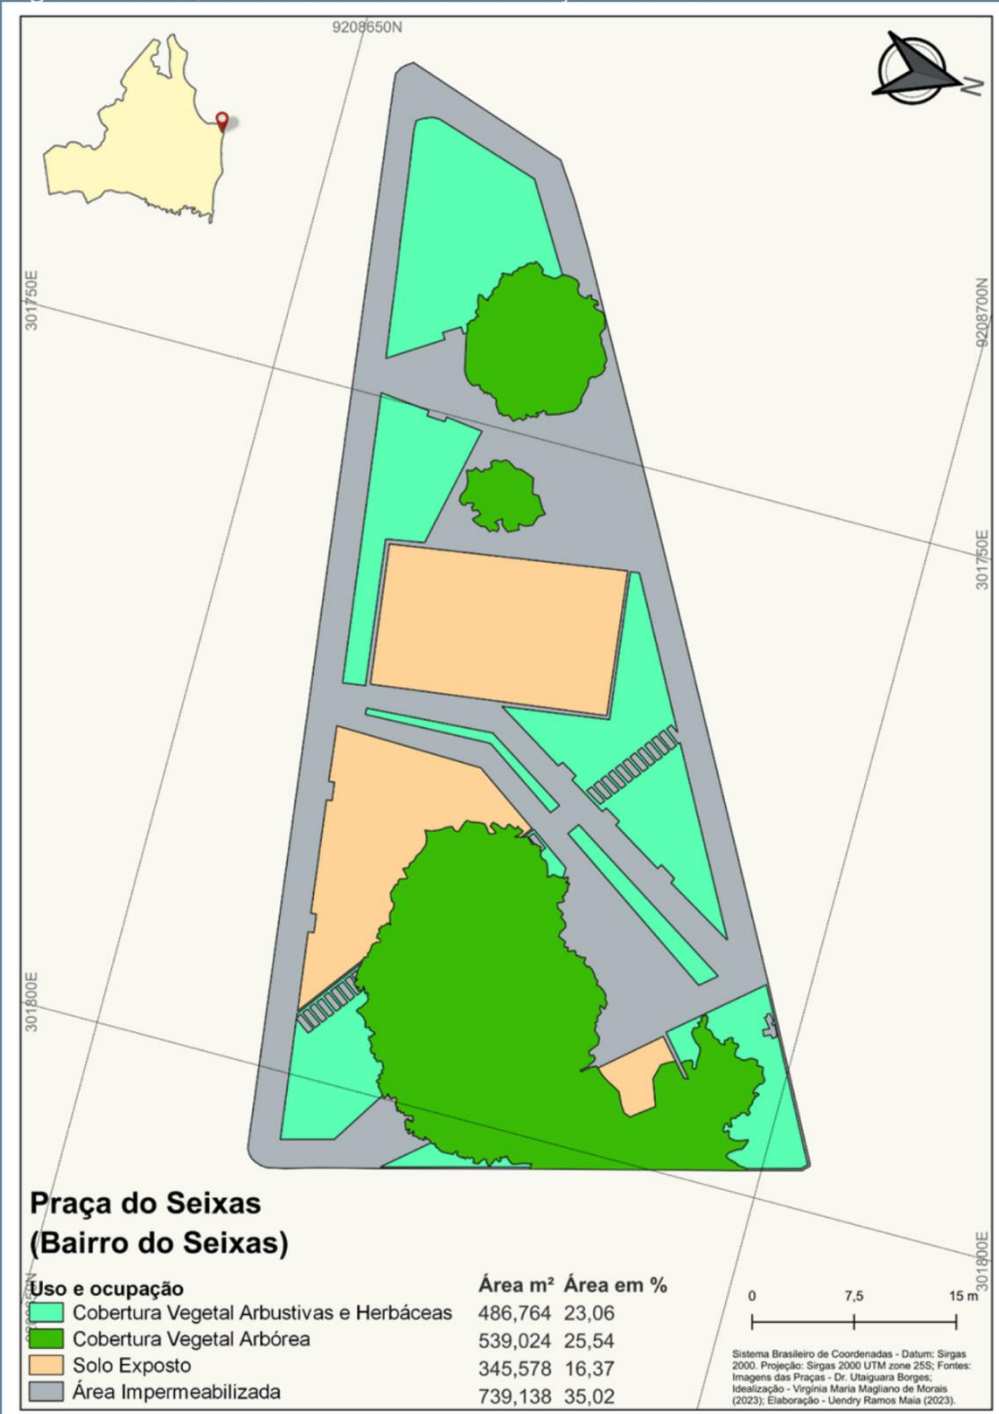 9208650N
N
301750E
9208700N
301750E
301800E
301800E
Praça do Seixas
(Bairro do Seixas)
Uso e ocupação Área m² Área em %
Cobertura Vegetal Arbustivas e Herbáceas 486,764 23,06
Cobertura Vegetal Arbórea 539,024 25,54
Solo Exposto 345,578 16,37
Área Impermeabilizada 739,138 35,02
0 7,5 15 m
Sistema Brasileiro de Coordenadas - Datum: Sirgas
2000. Projeção: Sirgas 2000 UTM zone 25S; Fontes:
Imagens das Praças - Dr. Utaiguara Borges;
Idealização - Virgínia Maria Magliano de Morais
(2023); Elaboração - Uendry Ramos Maia (2023).